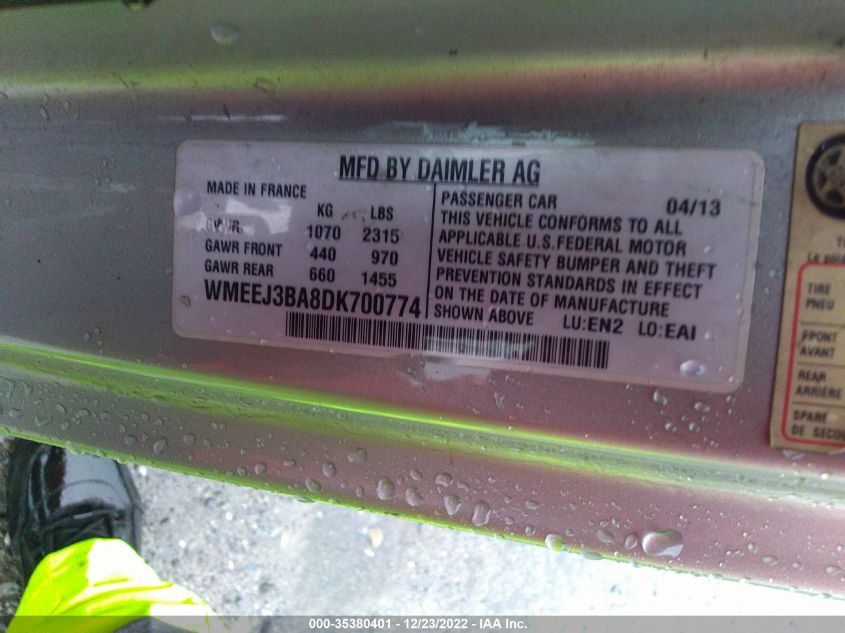 MFD BY DAIMLER AG
MADE IN FRANCE
KG LBS
GVWR 1070 2315
GAWR FRONT 440 970
GAWR REAR 660 1455
WMEEJ3BA8DK700774
PASSENGER CAR 04/13
THIS VEHICLE CONFORMS TO ALL
APPLICABLE U.S.FEDERAL MOTOR
VEHICLE SAFETY BUMPER AND THEFT
PREVENTION STANDARDS IN EFFECT
ON THE DATE OF MANUFACTURE
SHOWN ABOVE LU:EN2 LO:EAI
TIRE
PNEU
FRONT
AVANT
REAR
ARRIÈRE
SPARE
DE
000-35380401 - 12/23/2022 - IAA Inc.